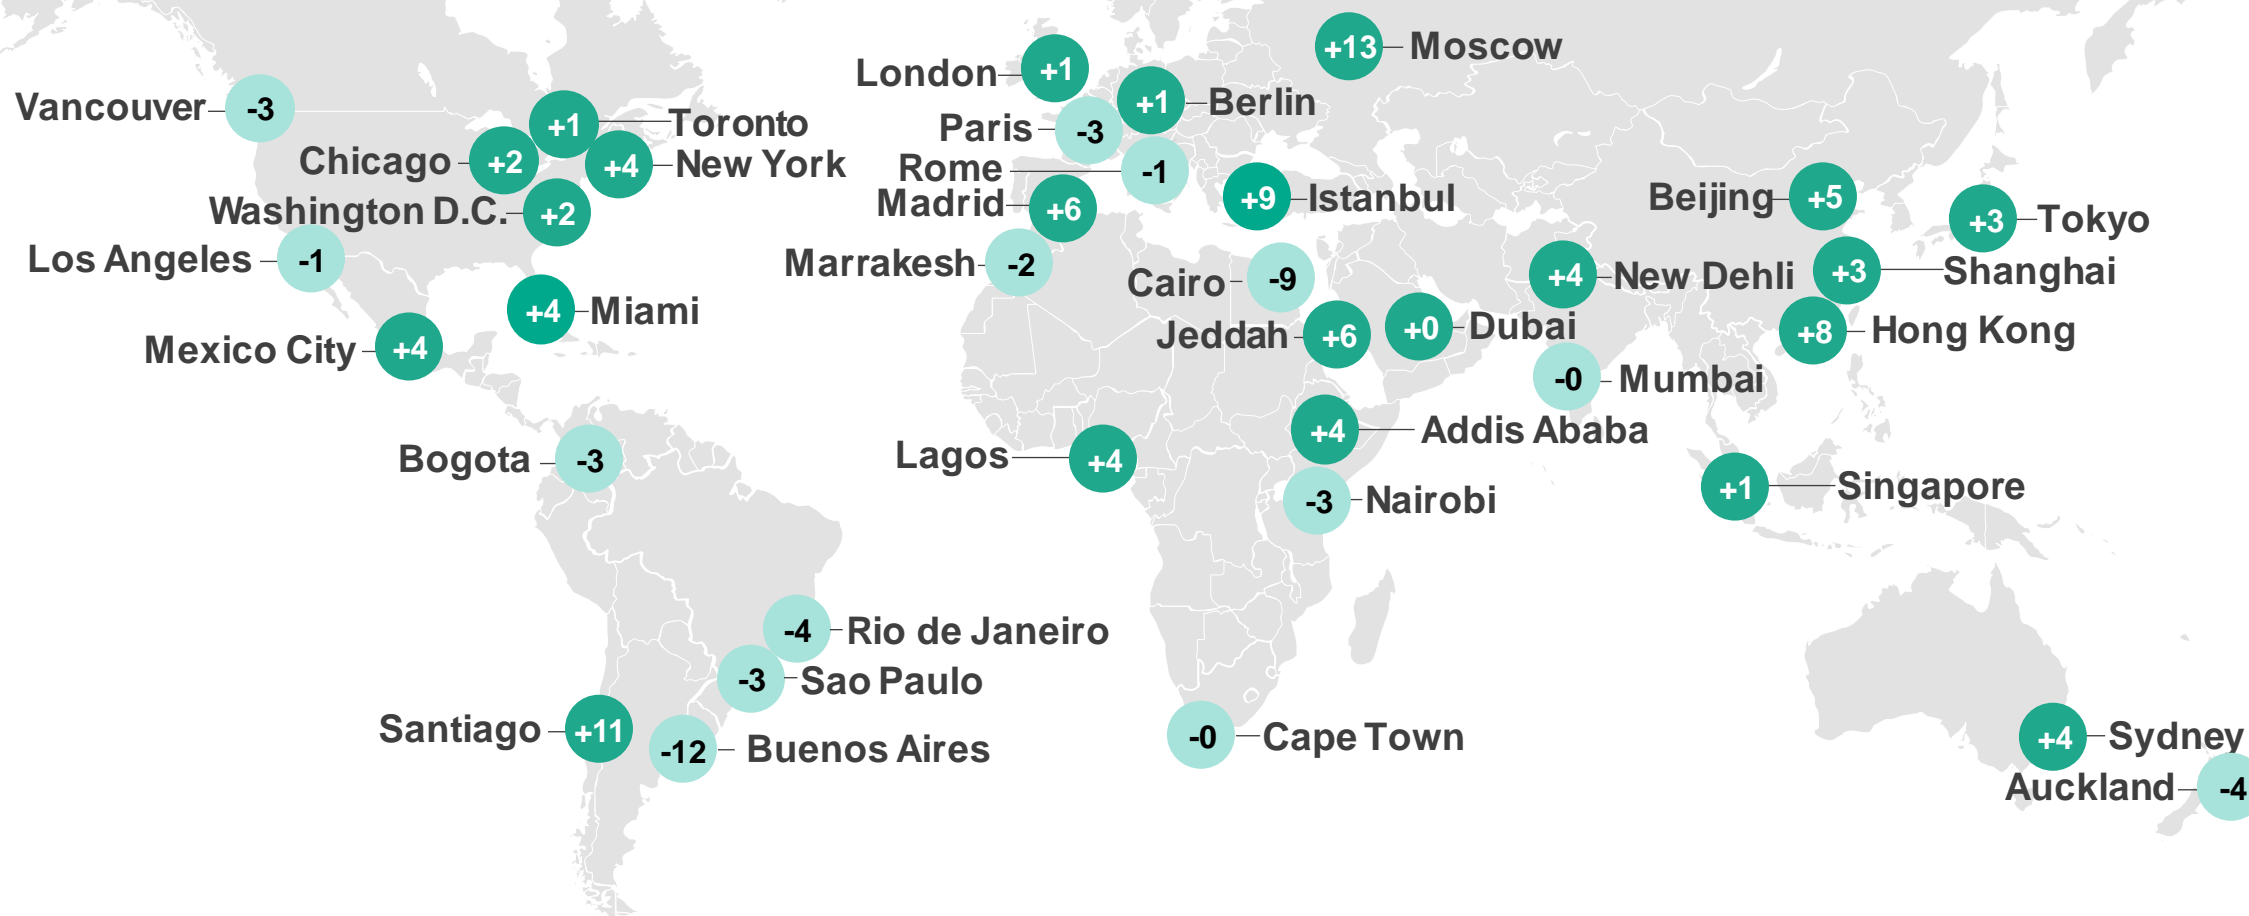 +13 Moscow
London +1
Vancouver -3
+1 Berlin
+1 Toronto
Paris -3
Chicago +2
+4 New York
Rome -1
Madrid +6
+9 Istanbul
Beijing +5
Washington D.C. +2
+3 Tokyo
Los Angeles -1
Marrakesh -2
Cairo -9
+4 New Dehli
+3 Shanghai
+4 Miami
Jeddah +6
+0 Dubai
+8 Hong Kong
Mexico City +4
-0 Mumbai
+4 Addis Ababa
Lagos +4
Bogota -3
+1 Singapore
-3 Nairobi
-4 Rio de Janeiro
-3 Sao Paulo
Santiago +11
-12 Buenos Aires
-0 Cape Town
+4 Sydney
Auckland -4